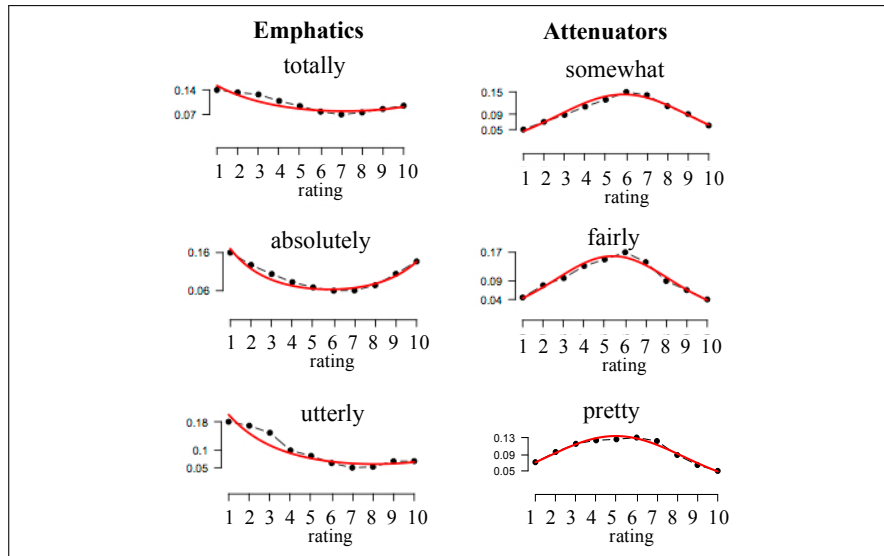 Emphatics
Attenuators
totally
0.14
0.07
1 2 3 4 5 6 7 8 9 10
rating
somewhat
0.15
0.09
0.05
1 2 3 4 5 6 7 8 9 10
rating
absolutely
0.16
0.06
1 2 3 4 5 6 7 8 9 10
rating
fairly
0.17
0.09
0.04
1 2 3 4 5 6 7 8 9 10
rating
utterly
0.18
0.1
0.05
1 2 3 4 5 6 7 8 9 10
rating
pretty
0.13
0.09
0.05
1 2 3 4 5 6 7 8 9 10
rating